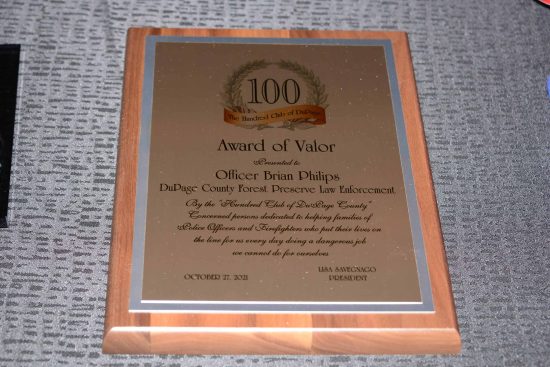 100
The Hundred Club of DuPage
Award of Valor
Presented to
Officer Brian Philips
DuPage County Forest Preserve Law Enforcement
By the "Hundred Club of DuPage County"
Concerned persons dedicated to helping families of
Police Officers and Firefighters who put their lives on
the line for us every day doing a dangerous job
we cannot do for ourselves
OCTOBER 27, 2021
LISA SAVEGNAGO
PRESIDENT